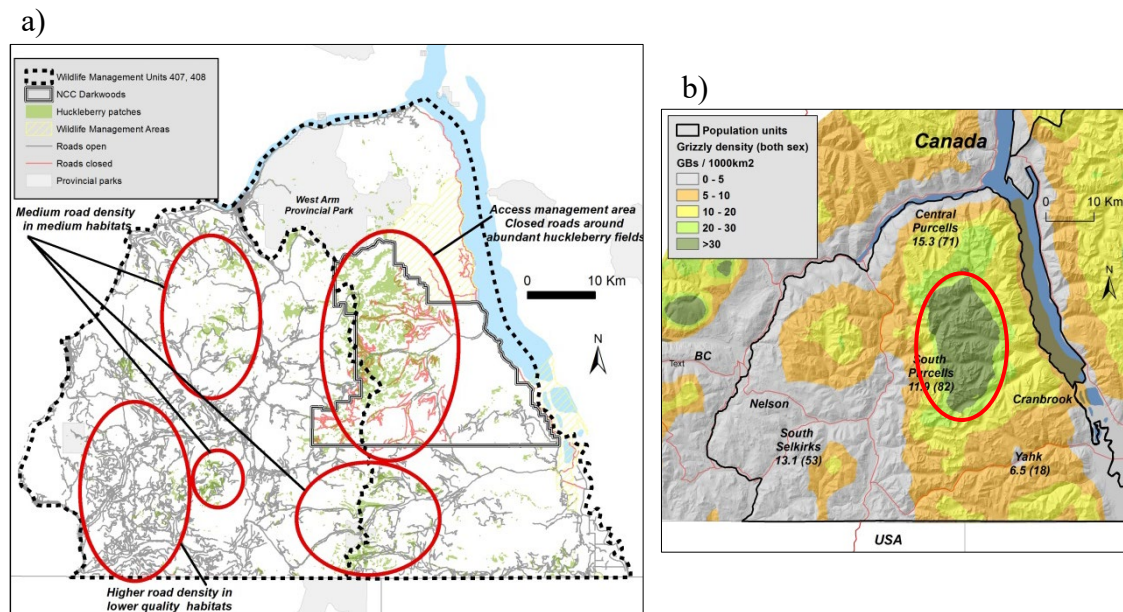 a)
Wildlife Management Units 407, 408
NCC Darkwoods
Huckleberry patches
Wildlife Management Areas
Roads open
Roads closed
Provincial parks
Medium road density
in medium habitats
West Arm
Provincial Park
Access management area
Closed roads around
abundant huckleberry fields
10 Km
N
Higher road density in
lower quality habitats
b)
Population units
Grizzly density (both sex)
GBs / 1000km2
0 - 5
5 - 10
10 - 20
20 - 30
>30
Canada
0 10 Km
Central
Purcells
15.3 (71)
N
BC
Text
South
Purcells
11.9 (82)
Nelson
Cranbrook
South
Selkirks
13.1 (53)
Yahk
6.5 (18)
USA